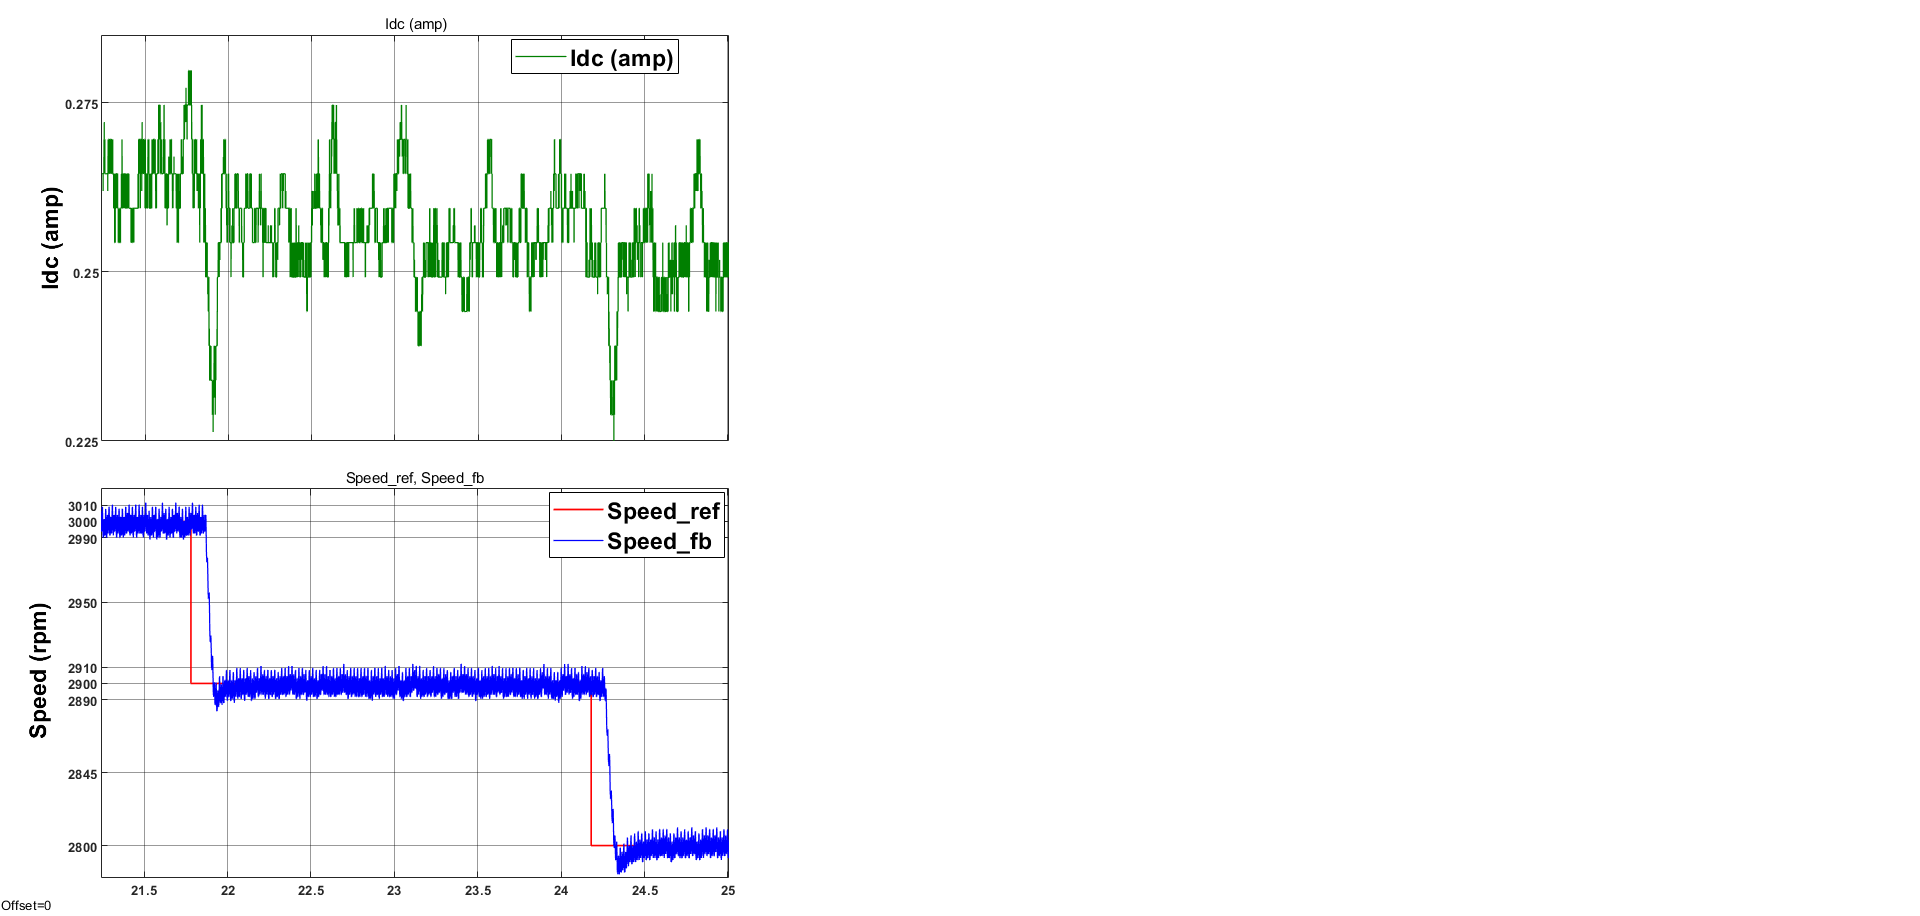 Idc (amp)
Idc (amp)
0.275
Idc (amp)
0.25
0.225
Speed_ref, Speed_fb
Speed_ref
Speed_fb
3010
3000
2990
2950
Speed (rpm)
2910
2900
2890
2845
2800
21.5 22 22.5 23 23.5 24 24.5 25
Offset=0